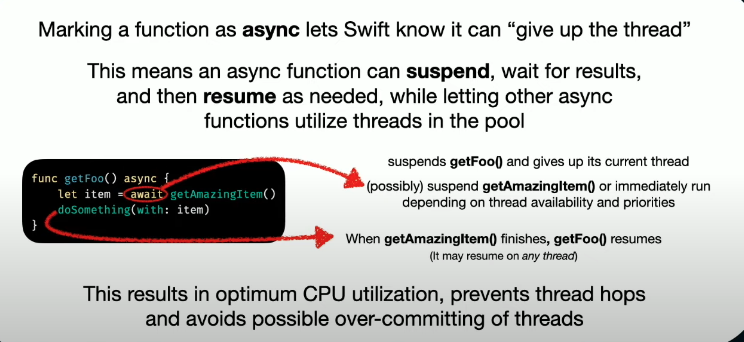 Marking a function as async lets Swift know it can “give up the thread”
This means an async function can suspend, wait for results,
and then resume as needed, while letting other async
functions utilize threads in the pool
func getFoo() async {
let item = await getAmazingItem()
doSomething(with: item)
}
suspends getFoo() and gives up its current thread
(possibly) suspend getAmazingItem() or immediately run
depending on thread availability and priorities
When getAmazingItem() finishes, getFoo() resumes
(It may resume on any thread)
This results in optimum CPU utilization, prevents thread hops
and avoids possible over-committing of threads